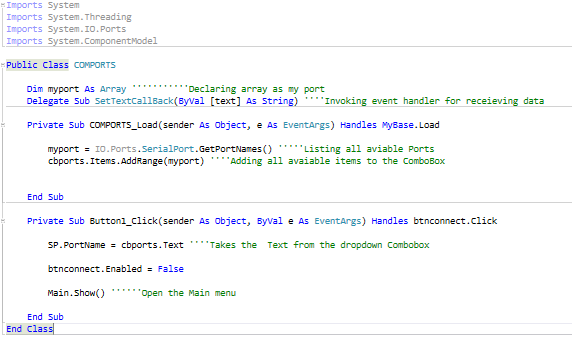 Imports System
Imports System.Threading
Imports System.IO.Ports
Imports System.ComponentModel
Public Class COMPORTS
Dim myport As Array '''''''''''Declaring array as my port
Delegate Sub SetTextCallBack(ByVal [text] As String) ''''Invoking event handler for receieving data
Private Sub COMPORTS_Load(sender As Object, e As EventArgs) Handles MyBase.Load
myport = IO.Ports.SerialPort.GetPortNames() '''''Listing all aviable Ports
cbports.Items.AddRange(myport) ''''Adding all avaiable items to the ComboBox
End Sub
Private Sub Button1_Click(sender As Object, ByVal e As EventArgs) Handles btnconnect.Click
SP.PortName = cbports.Text ''''Takes the  Text from the dropdown Combobox
btnconnect.Enabled = False
Main.Show() ''''''Open the Main menu
End Sub
End Class